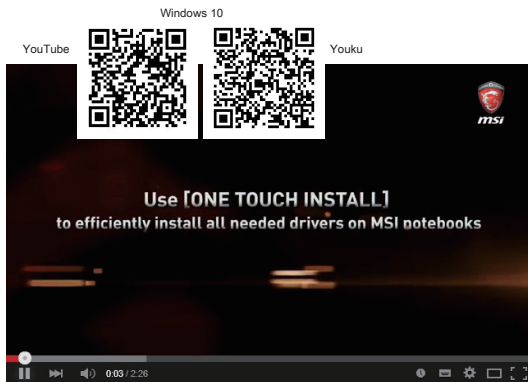 Windows 10
YouTube
Youku
msi
Use [ONE TOUCH INSTALL]
to efficiently install all needed drivers on MSI notebooks
0:03 / 2:26